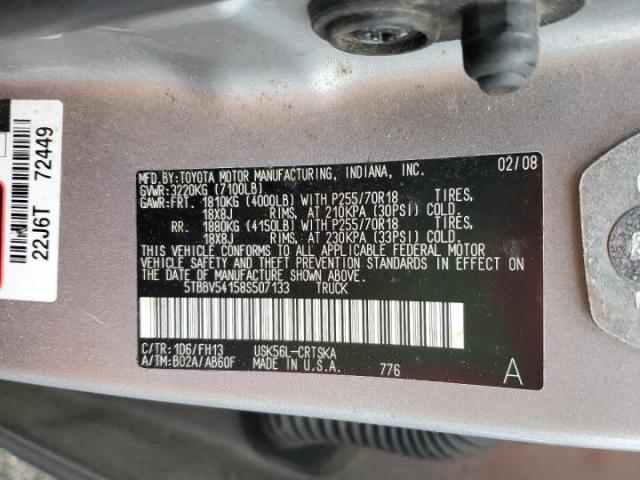 MFD.BY:TOYOTA MOTOR MANUFACTURING, INDIANA, INC. 02/08
GVWR:3220KG (7100LB)
GAWR:FRT. 1810KG (4000LB) WITH P255/70R18 TIRES,
18X8J RIMS, AT 210KPA (30PSI) COLD.
RR. 1880KG (4150LB) WITH P255/70R18 TIRES,
18X8J RIMS, AT 230KPA (33PSI) COLD.
THIS VEHICLE CONFORMS TO ALL APPLICABLE FEDERAL MOTOR
VEHICLE SAFETY AND THEFT PREVENTION STANDARDS IN EFFECT
ON THE DATE OF MANUFACTURE SHOWN ABOVE.
5TBBV54158S507133 TRUCK
C/TR:1D6/FH13 USK56L-CRTSKA
A/TM:B02A/AB60F MADE IN U.S.A. 776 A
22J6T 72449